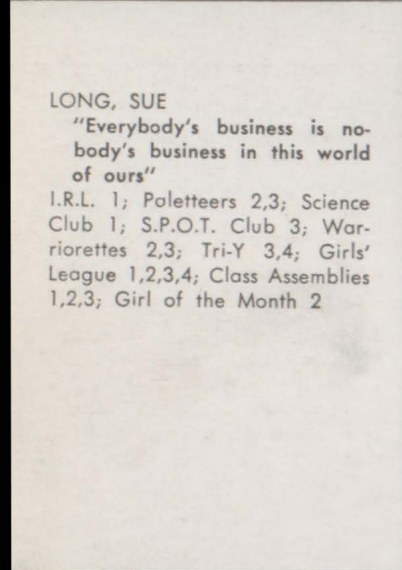 LONG, SUE
"Everybody's business is no-
body's business in this world
of ours"
I.R.L. 1; Paletteers 2,3; Science
Club 1; S.P.O.T. Club 3; War-
riorettes 2,3; Tri-Y 3,4; Girls'
League 1,2,3,4; Class Assemblies
1,2,3; Girl of the Month 2